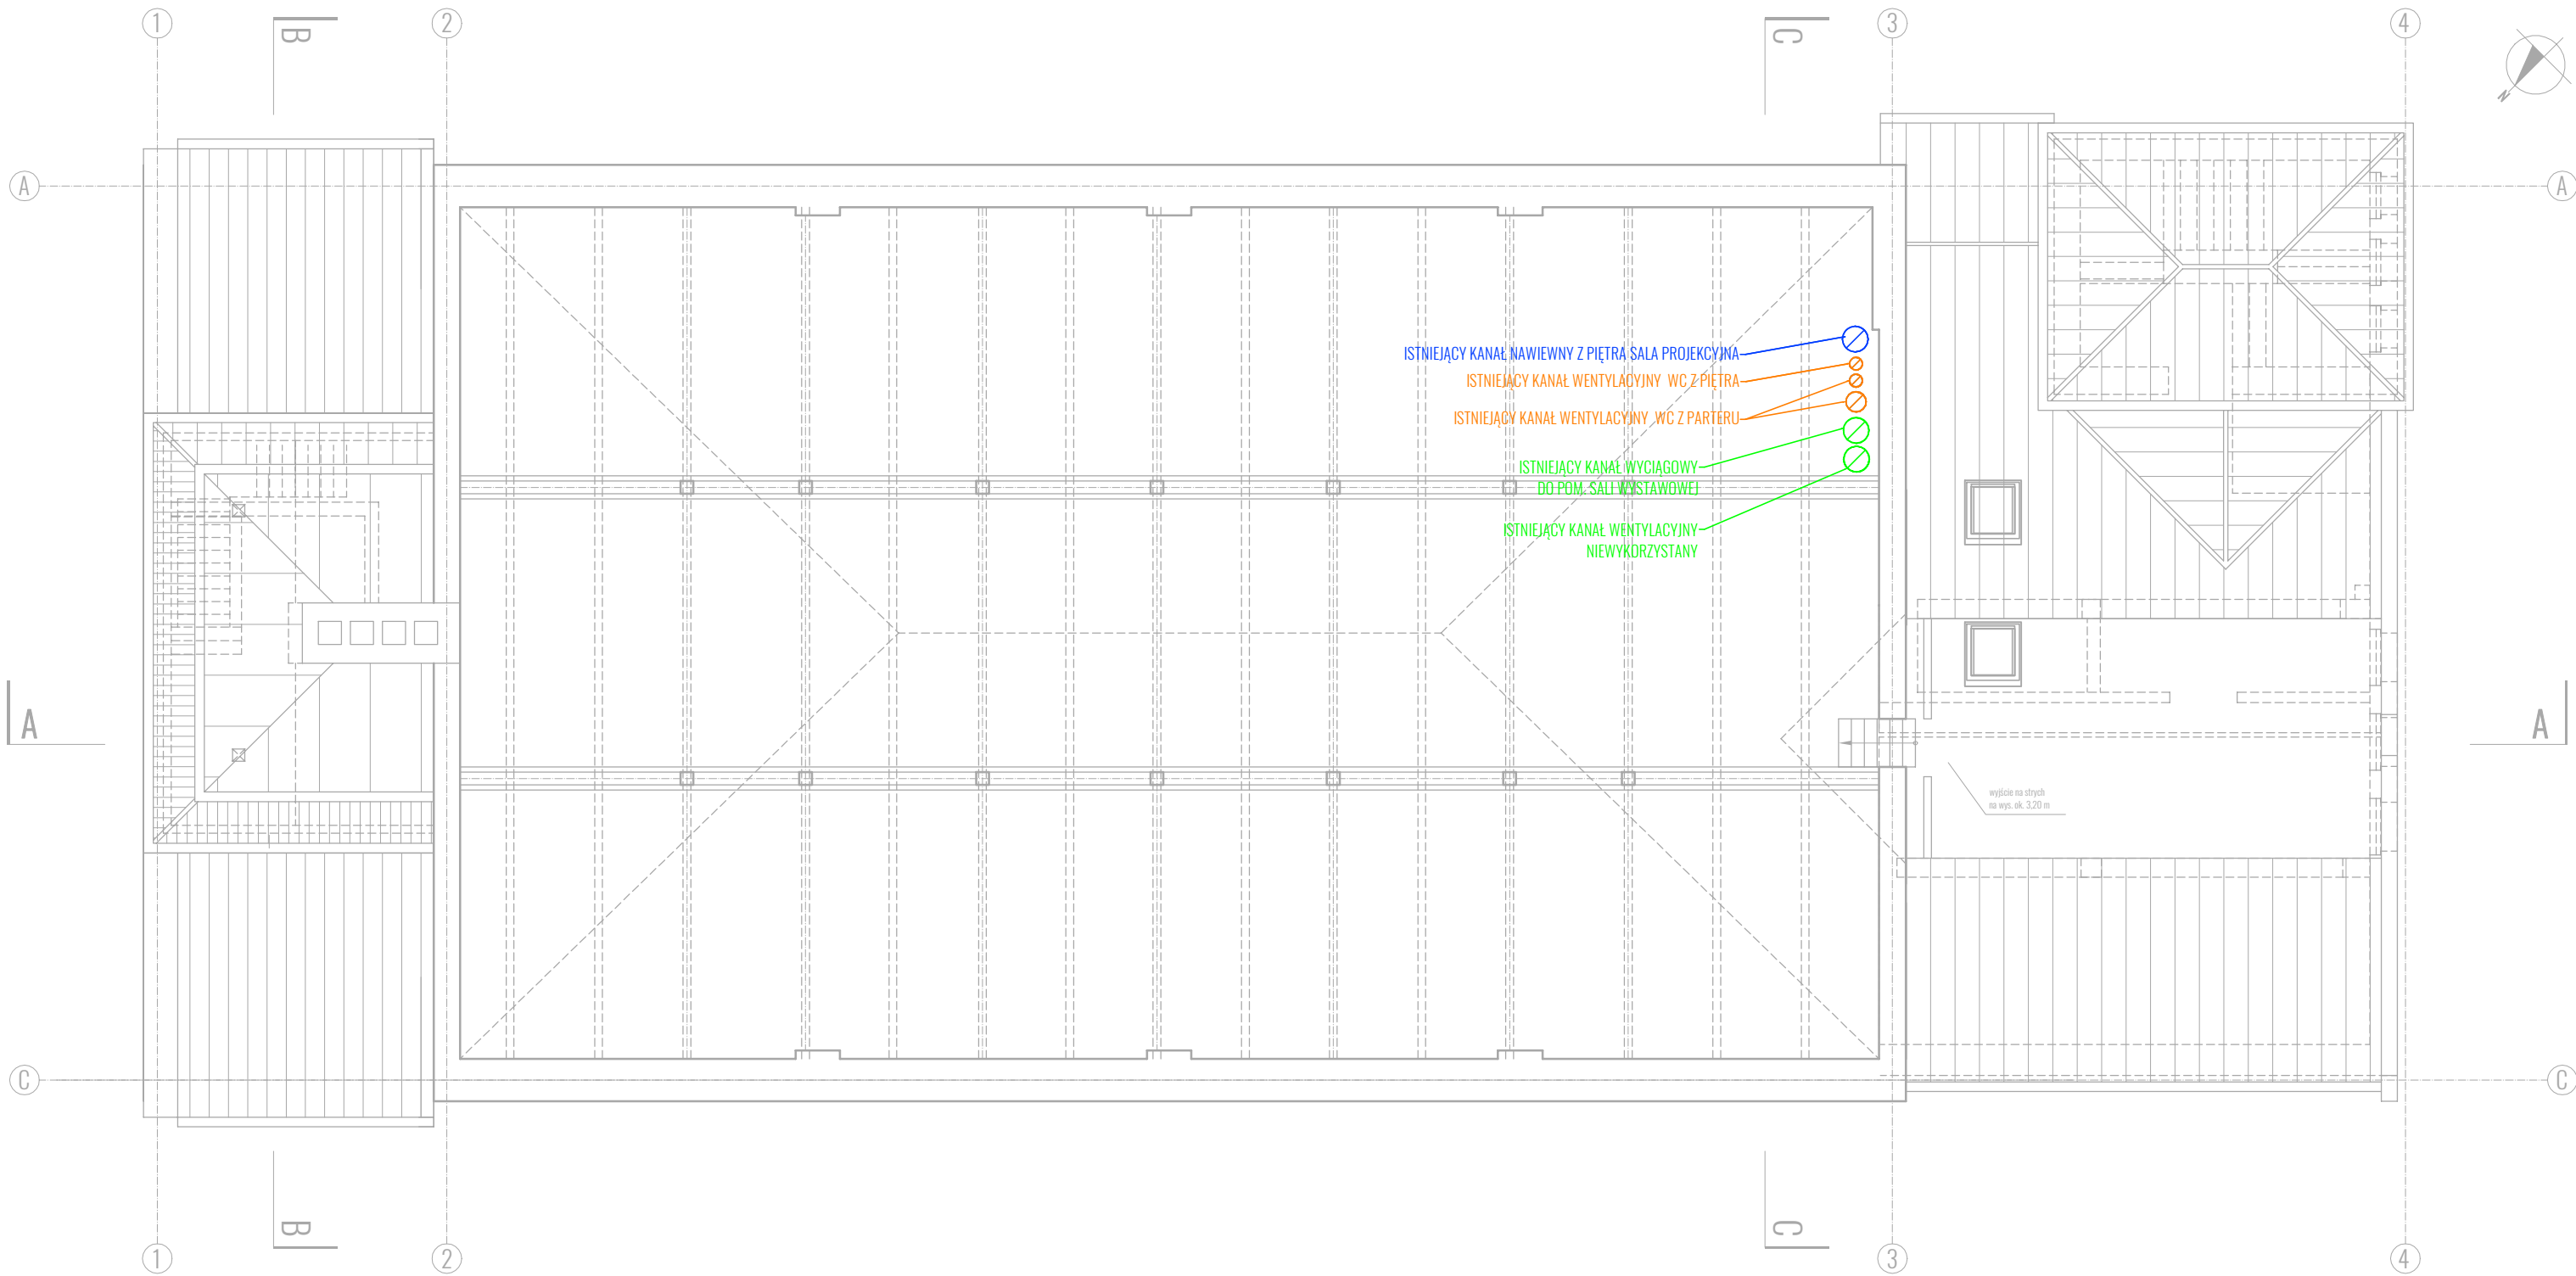 1
2
3
4
B
C
N
A
A
ISTNIEJĄCY KANAŁ NAWIEWNY Z PIĘTRA SALA PROJEKCYJNA
ISTNIEJĄCY KANAŁ WENTYLACYJNY WC Z PIĘTRA
ISTNIEJĄCY KANAŁ WENTYLACYJNY WC Z PARTERU
ISTNIEJĄCY KANAŁ WYCIĄGOWY
DO POM. SALI WYSTAWOWEJ
ISTNIEJĄCY KANAŁ WENTYLACYJNY
NIEWYKORZYSTANY
A
A
wyjście na strych
na wys. ok. 3,20 m
C
C
B
C
1
2
3
4